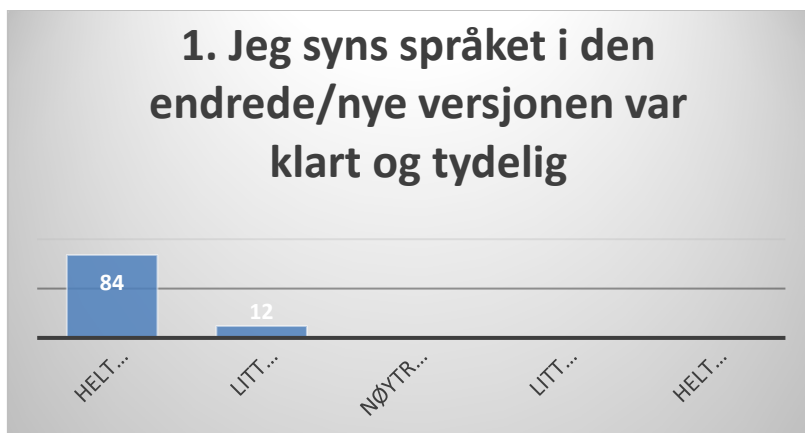 1. Jeg syns språket i den
endrede/nye versjonen var
klart og tydelig
84
12
HELT...
LITT...
NØYTR...
LITT...
HELT...